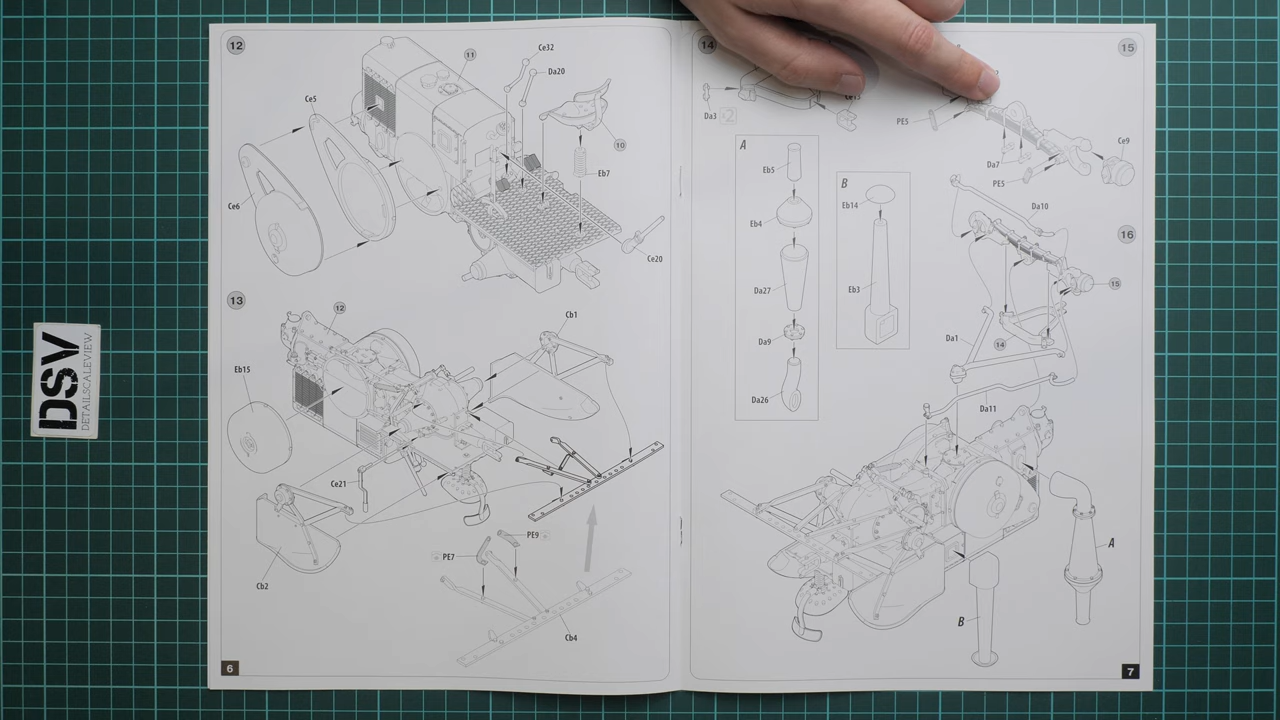 12
11
Ce32
Da20
Ce5
10
Eb7
Ce6
Ce20
13
12
Cb1
Eb15
Ce21
PE9
PE7
Cb2
Cb4
6
14
15
Da3 x2
PE5
Ce9
Da7
PE5
A
Eb5
B
Eb14
Da10
Eb4
16
Da27
Eb3
15
Da9
Da1
14
Da26
Da11
A
B
7
DSV
DETAILSCALEVIEW